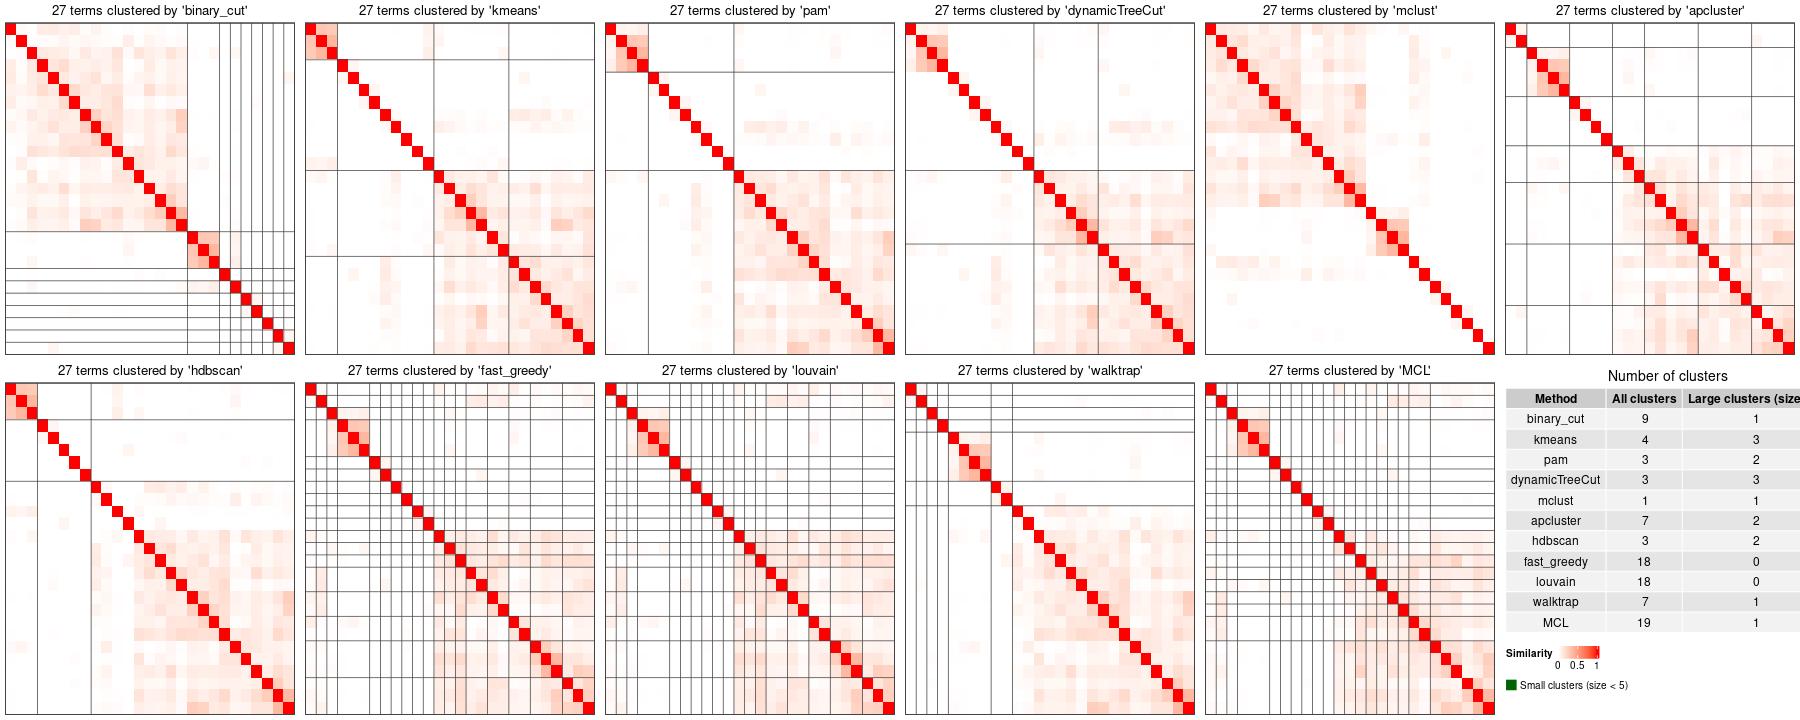 27 terms clustered by 'binary_cut'
27 terms clustered by 'kmeans'
27 terms clustered by 'pam'
27 terms clustered by 'dynamicTreeCut'
27 terms clustered by 'mclust'
27 terms clustered by 'apcluster'
27 terms clustered by 'hdbscan'
27 terms clustered by 'fast_greedy'
27 terms clustered by 'louvain'
27 terms clustered by 'walktrap'
27 terms clustered by 'MCL'
Number of clusters
Method All clusters Large clusters (size
binary_cut 9 1
kmeans 4 3
pam 3 2
dynamicTreeCut 3 3
mclust 1 1
apcluster 7 2
hdbscan 3 2
fast_greedy 18 0
louvain 18 0
walktrap 7 1
MCL 19 1
Similarity
0 0.5 1
Small clusters (size < 5)